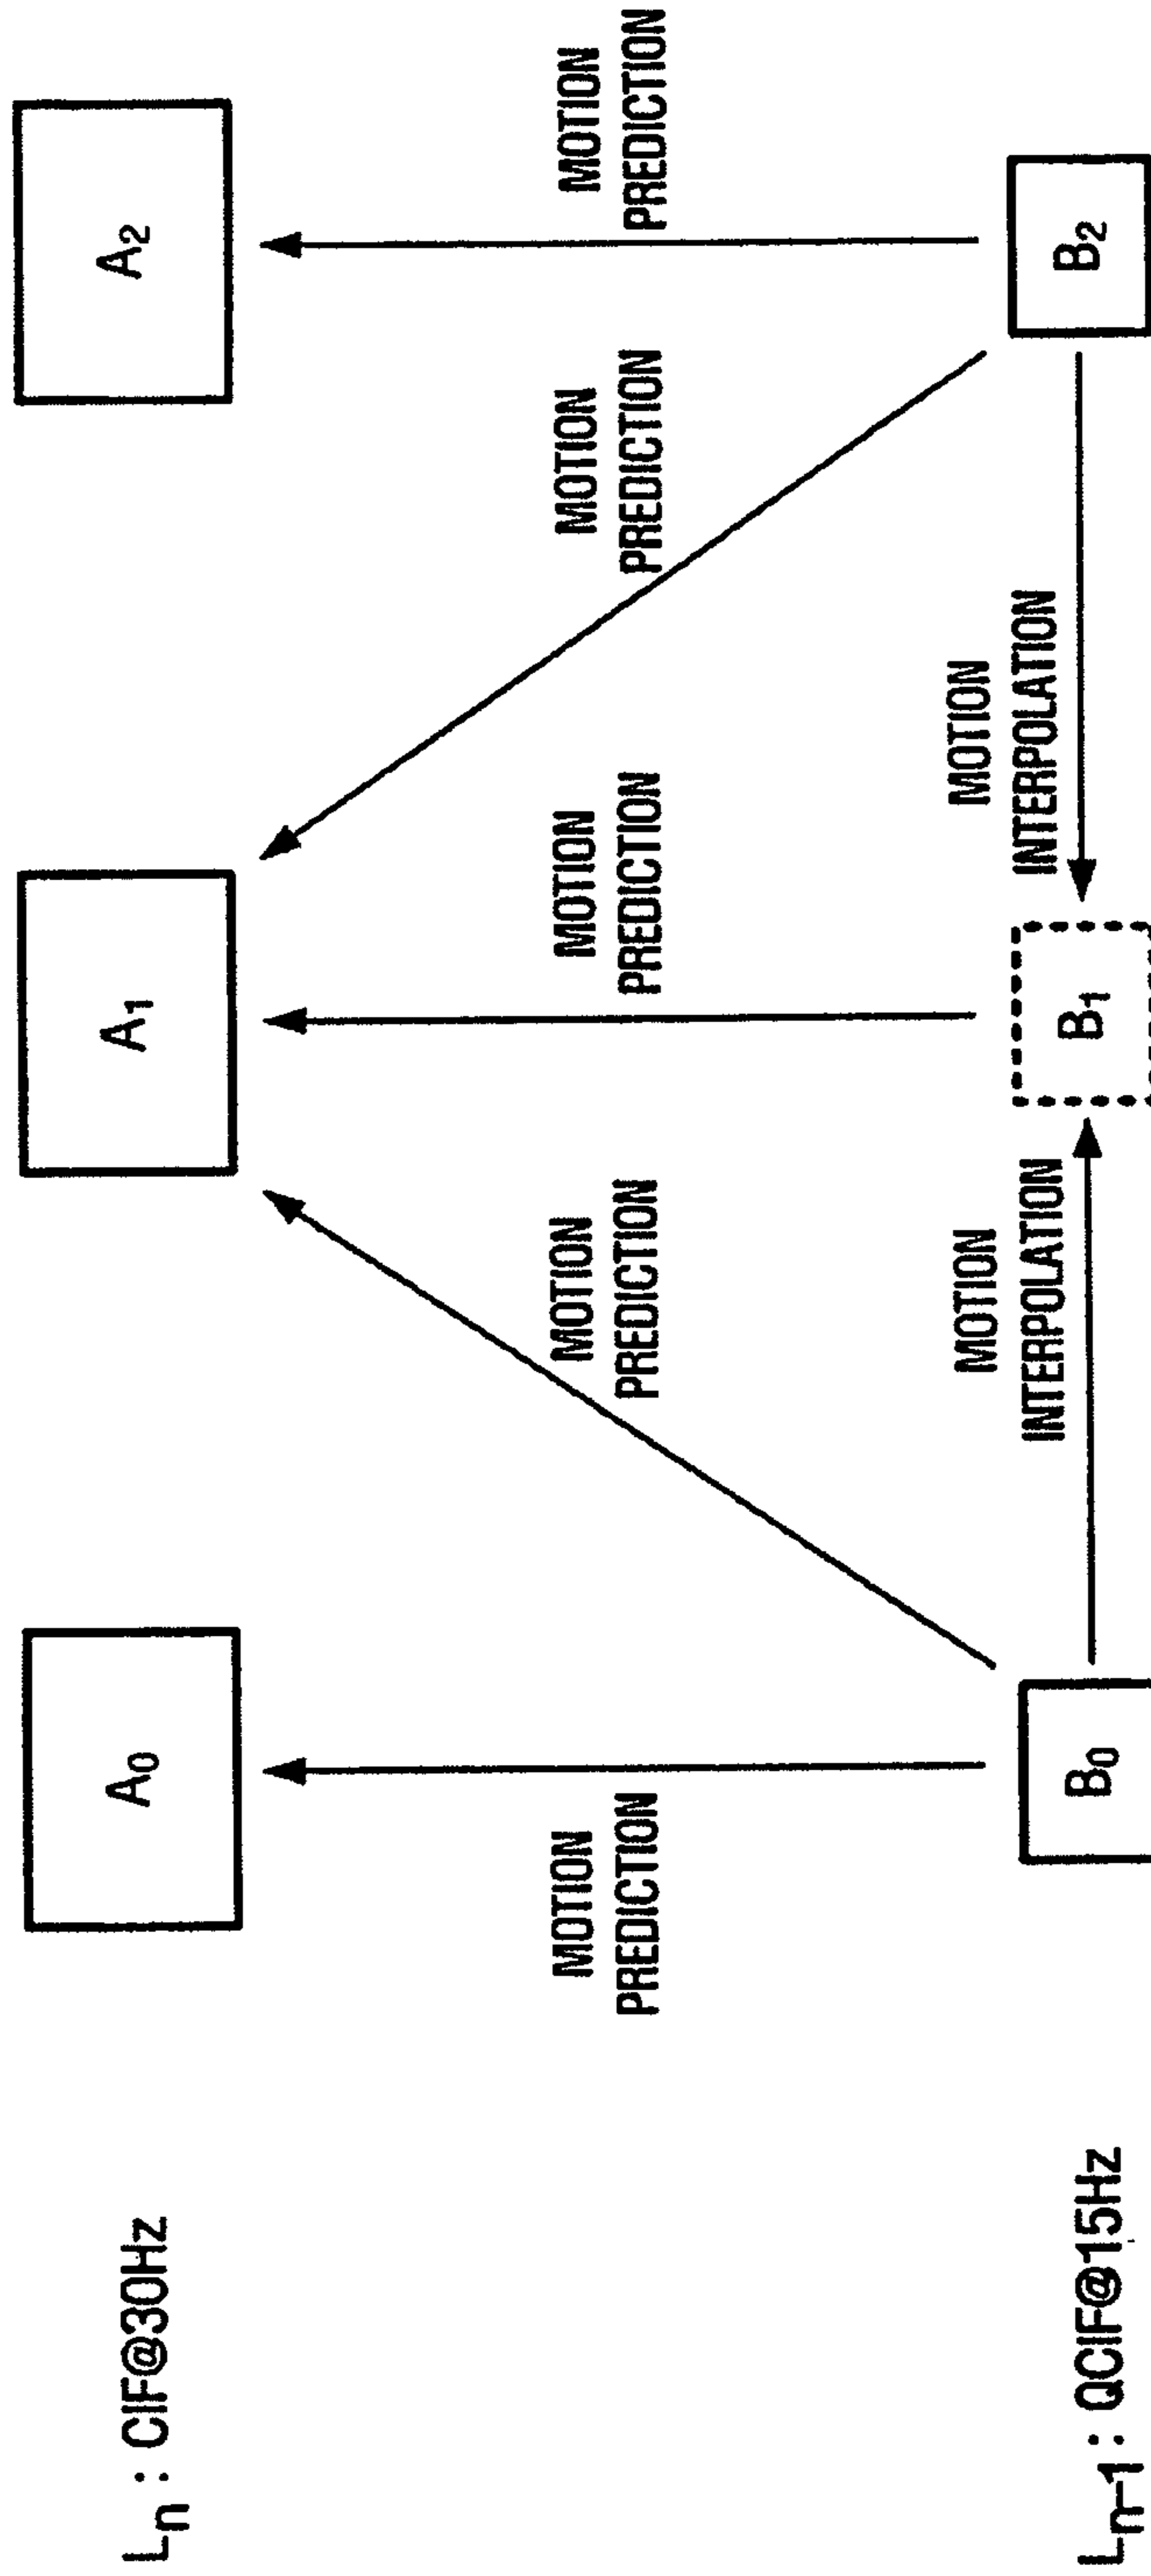 Lₙ : CIF@30Hz
A₀
A₁
A₂
MOTION
PREDICTION
MOTION
PREDICTION
MOTION
PREDICTION
MOTION
PREDICTION
MOTION
PREDICTION
MOTION
INTERPOLATION
MOTION
INTERPOLATION
Lₙ₋₁ : QCIF@15Hz
B₀
B₁
B₂